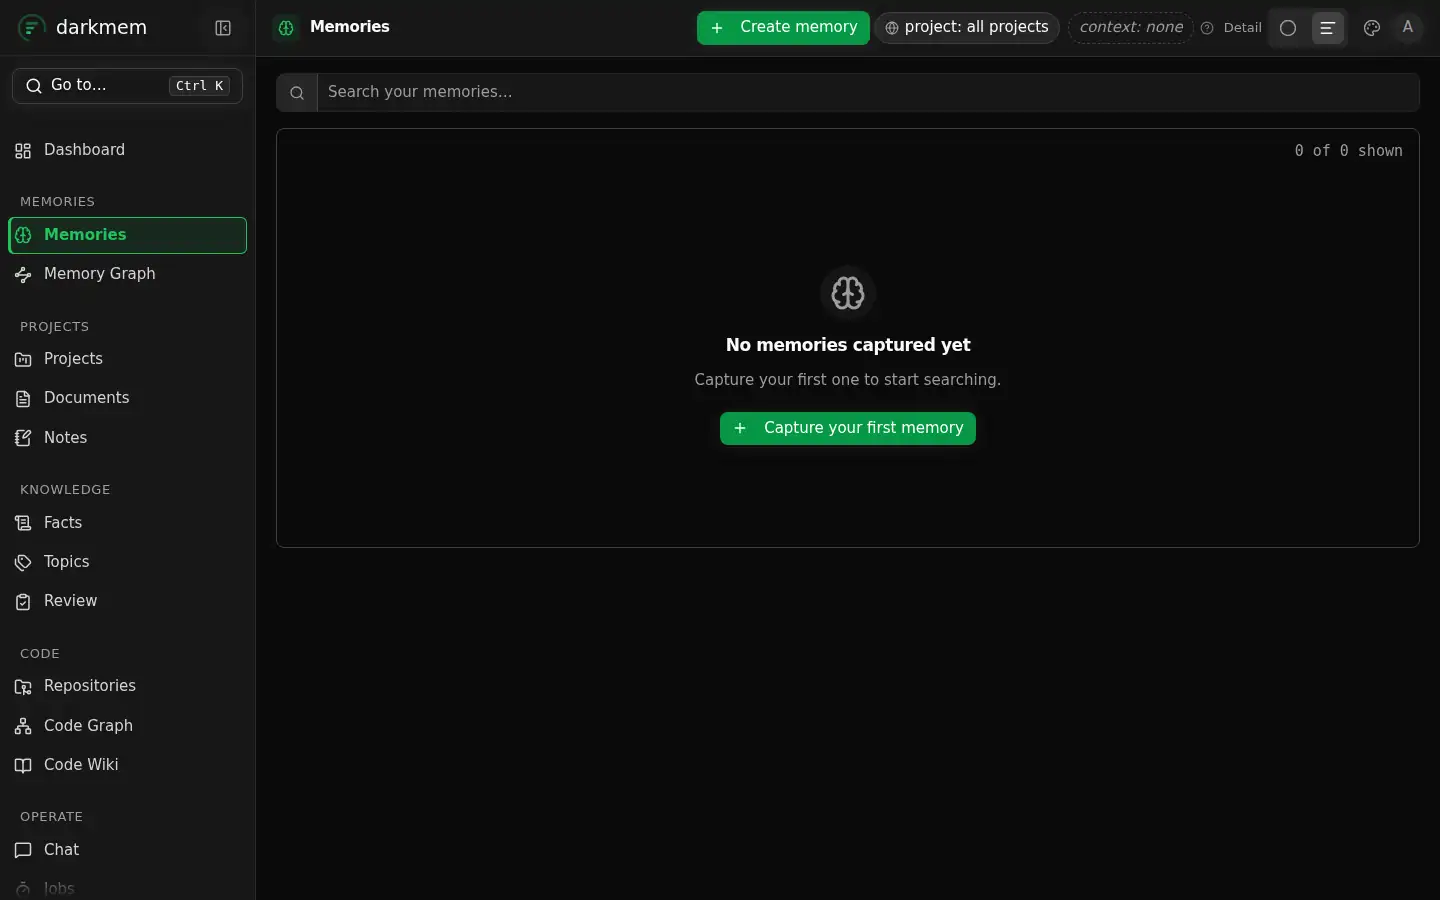 darkmem
Memories
Create memory
project: all projects
context: none
Detail
A
Go to...
Ctrl K
Search your memories...
0 of 0 shown
Dashboard
MEMORIES
Memories
Memory Graph
PROJECTS
Projects
Documents
Notes
KNOWLEDGE
Facts
Topics
Review
CODE
Repositories
Code Graph
Code Wiki
OPERATE
Chat
Jobs
No memories captured yet
Capture your first one to start searching.
Capture your first memory